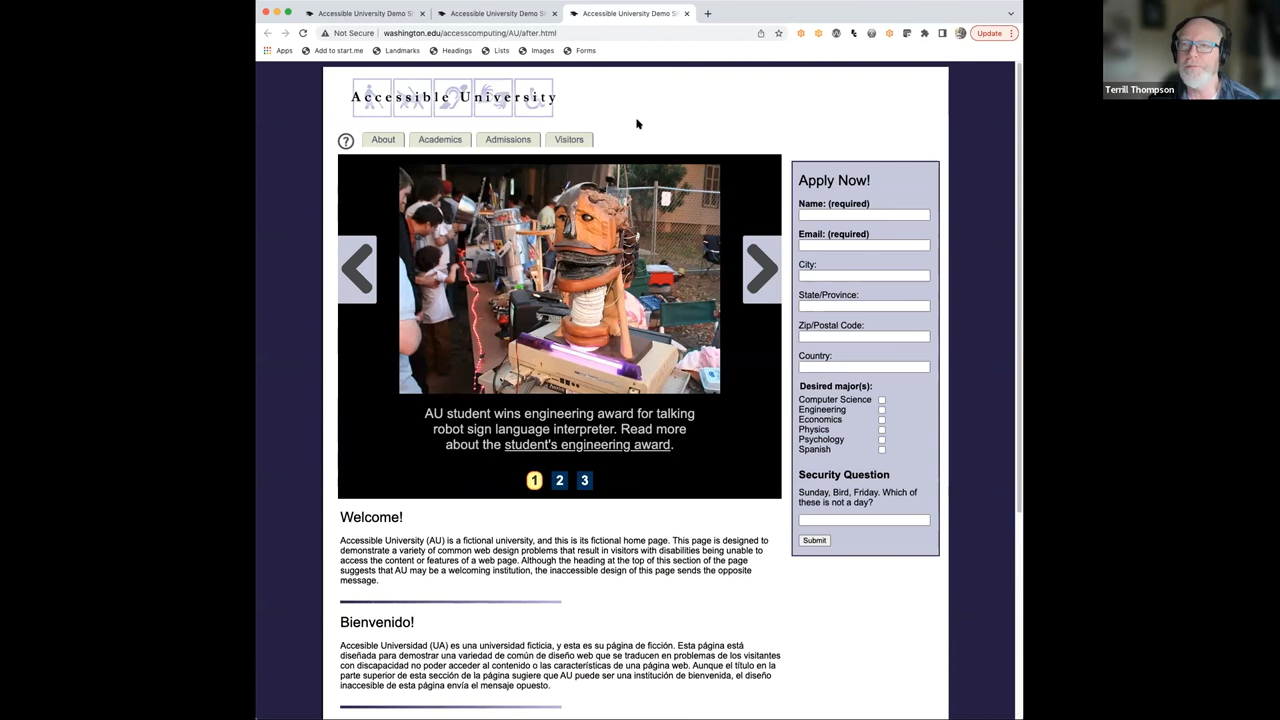 Accessible University Demo Si
Accessible University Demo Si
Accessible University Demo Si
Not Secure
washington.edu/accesscomputing/AU/after.html
Update
Apps
Add to start.me
Landmarks
Headings
Lists
Images
Forms
Terrill Thompson
Accessible University
?
About
Academics
Admissions
Visitors
AU student wins engineering award for talking
robot sign language interpreter. Read more
about the student's engineering award.
1
2
3
Welcome!
Accessible University (AU) is a fictional university, and this is its fictional home page. This page is designed to
demonstrate a variety of common web design problems that result in visitors with disabilities being unable to
access the content or features of a web page. Although the heading at the top of this section of the page
suggests that AU may be a welcoming institution, the inaccessible design of this page sends the opposite
message.
Bienvenido!
Accesible Universidad (UA) es una universidad ficticia, y esta es su página de ficción. Esta página está
diseñada para demostrar una variedad de común de diseño web que se traducen en problemas de los visitantes
con discapacidad no poder acceder al contenido o las características de una página web. Aunque el título en la
parte superior de esta sección de la página sugiere que AU puede ser una institución de bienvenida, el diseño
inaccesible de esta página envía el mensaje opuesto.
Apply Now!
Name: (required)
Email: (required)
City:
State/Province:
Zip/Postal Code:
Country:
Desired major(s):
Computer Science
Engineering
Economics
Physics
Psychology
Spanish
Security Question
Sunday, Bird, Friday. Which of
these is not a day?
Submit